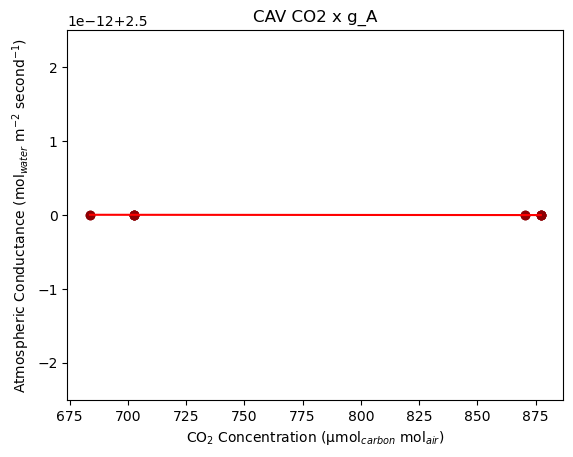 CAV CO2 x g_A
1e−12+2.5
2
1
0
−1
−2
Atmospheric Conductance (mol_water m⁻² second⁻¹)
675 700 725 750 775 800 825 850 875
CO₂ Concentration (μmol_carbon mol_air)